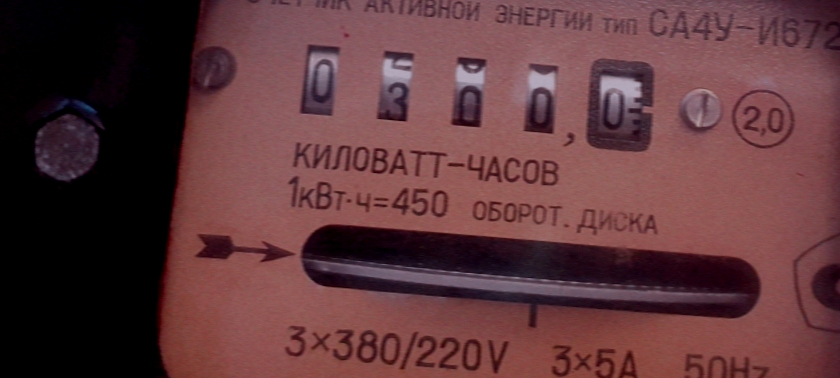 СЧЕТЧИК АКТИВНОЙ ЭНЕРГИИ тип СА4У-И672
0 3 0 0, 0
2,0
КИЛОВАТТ-ЧАСОВ
1кВт·ч=450 ОБОРОТ. ДИСКА
3×380/220V 3×5A 50Hz